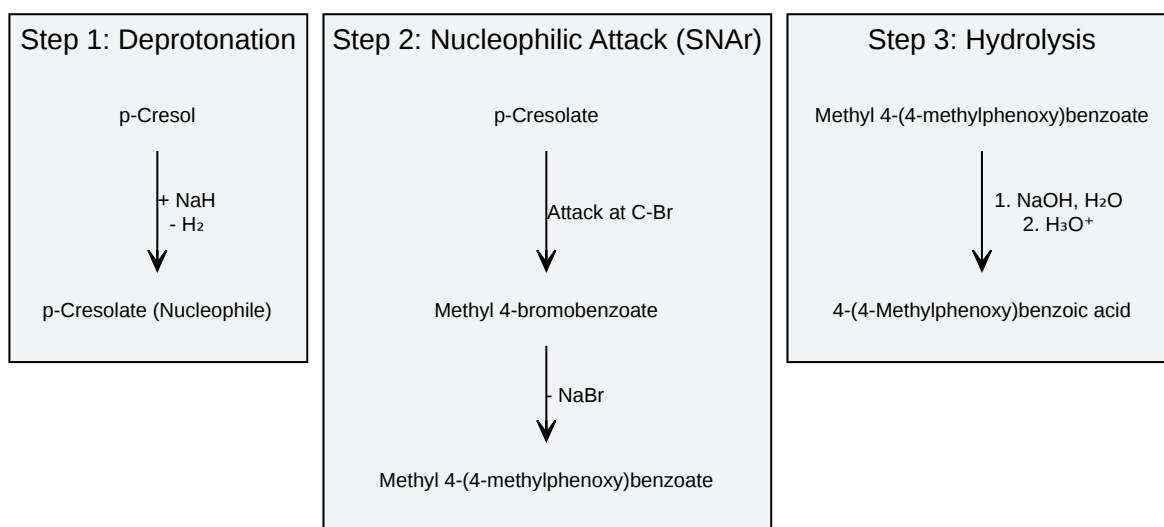 Step 1: Deprotonation
p-Cresol
+ NaH
- H₂
p-Cresolate (Nucleophile)
Step 2: Nucleophilic Attack (SNAr)
p-Cresolate
Attack at C-Br
Methyl 4-bromobenzoate
- NaBr
Methyl 4-(4-methylphenoxy)benzoate
Step 3: Hydrolysis
Methyl 4-(4-methylphenoxy)benzoate
1. NaOH, H₂O
2. H₃O⁺
4-(4-Methylphenoxy)benzoic acid